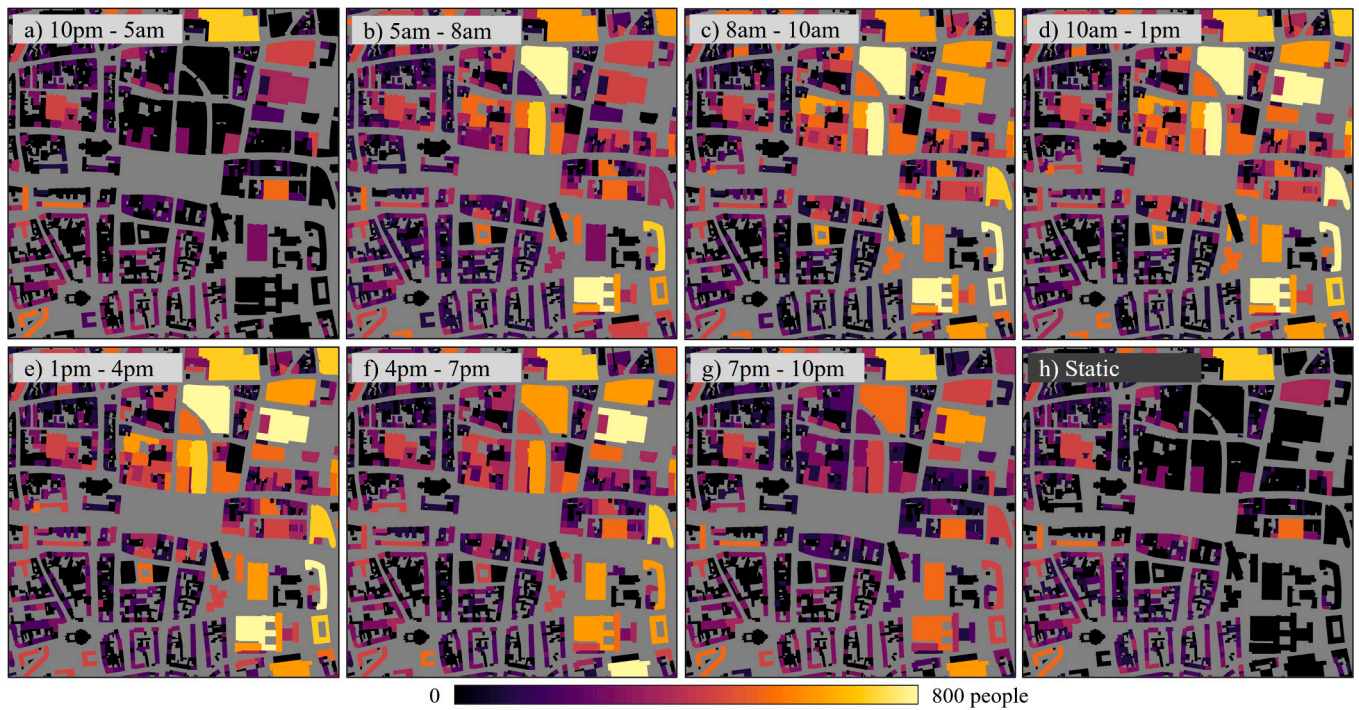 a) 10pm - 5am
b) 5am - 8am
c) 8am - 10am
d) 10am - 1pm
e) 1pm - 4pm
f) 4pm - 7pm
g) 7pm - 10pm
h) Static
0 800 people